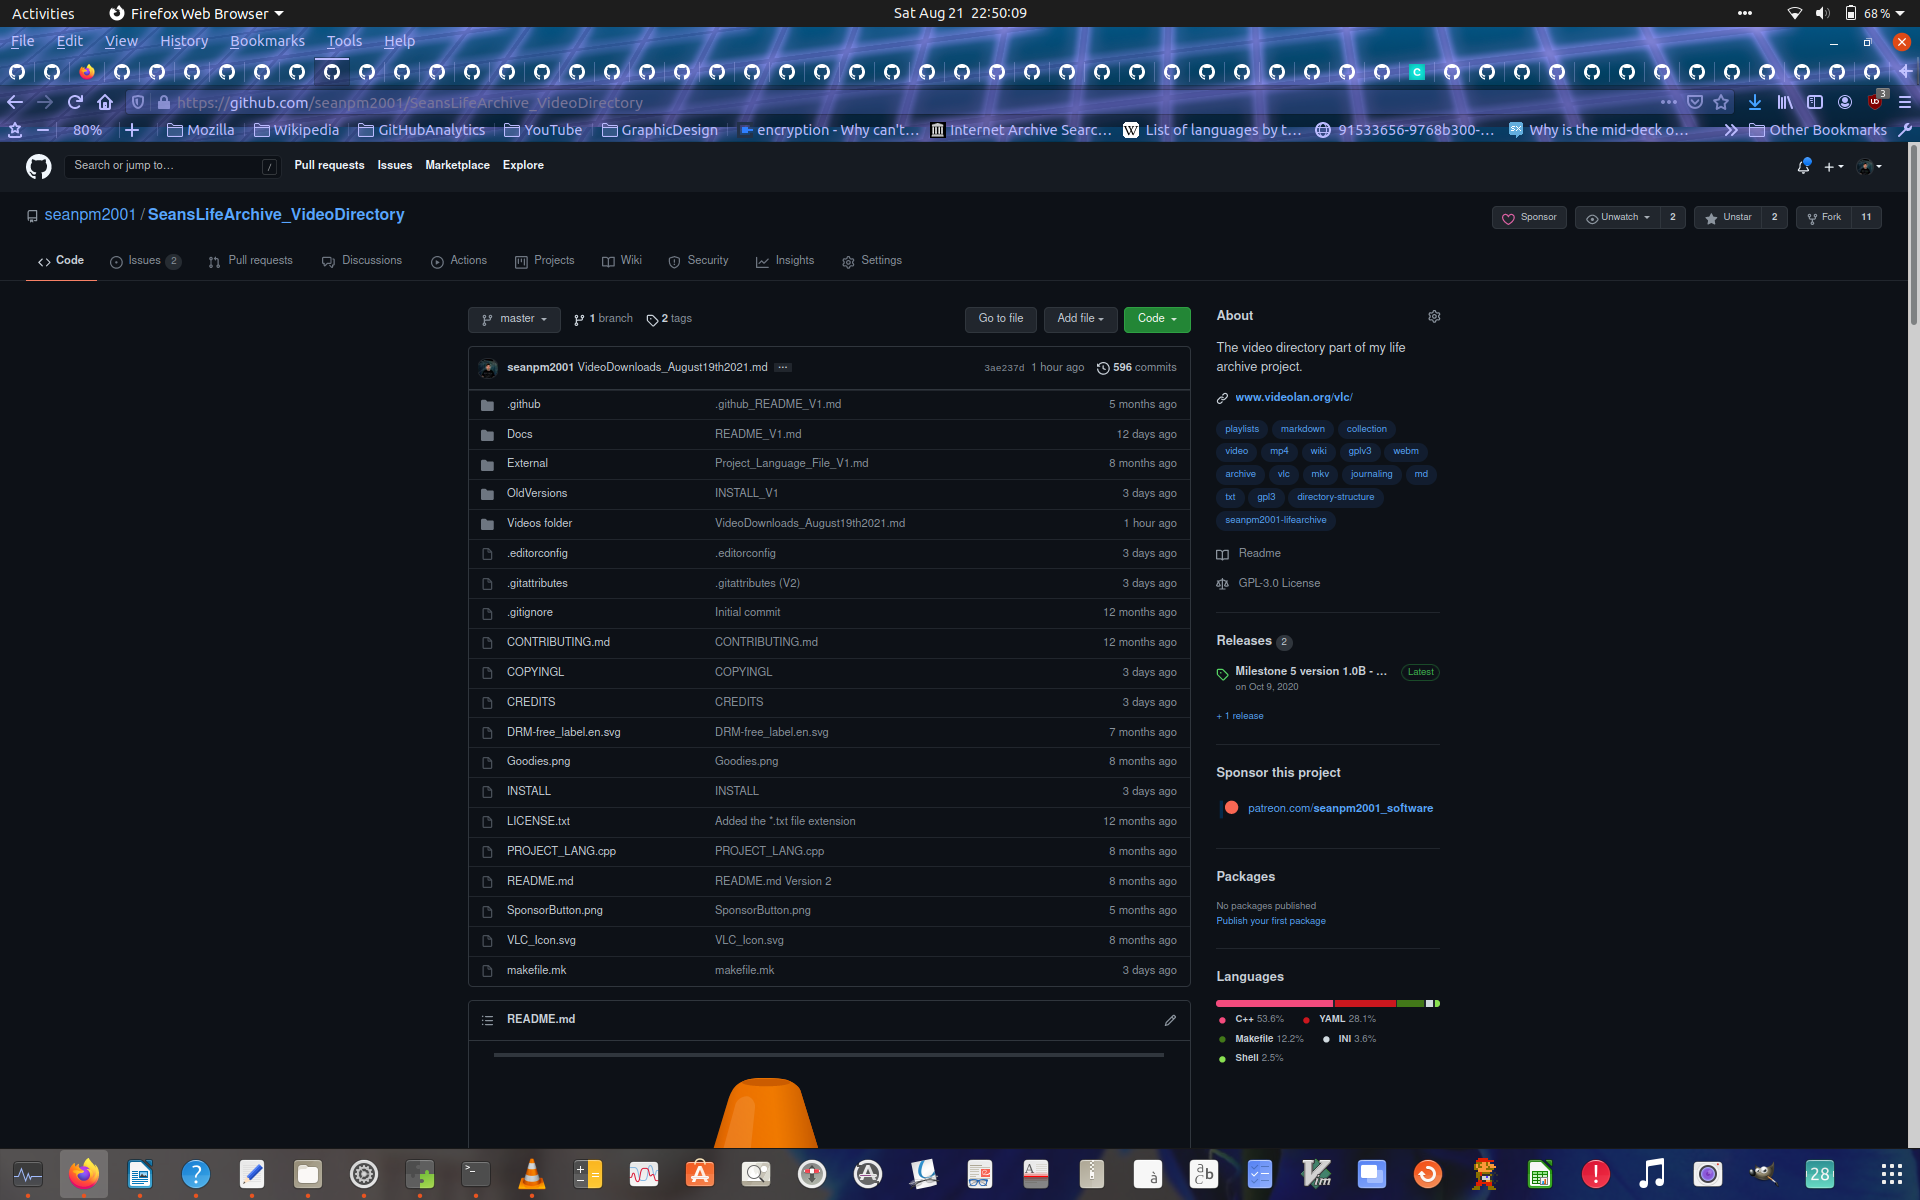 Activities Firefox Web Browser Sat Aug 21 22:50:09 68 %
File Edit View History Bookmarks Tools Help
https://github.com/seanpm2001/SeansLifeArchive_VideoDirectory 3
80% Mozilla Wikipedia GitHubAnalytics YouTube GraphicDesign encryption - Why can't... Internet Archive Searc... List of languages by t... 91533656-9768b300-... Why is the mid-deck o... Other Bookmarks
Search or jump to... / Pull requests Issues Marketplace Explore
seanpm2001 / SeansLifeArchive_VideoDirectory Sponsor Unwatch 2 Unstar 2 Fork 11
Code Issues 2 Pull requests Discussions Actions Projects Wiki Security Insights Settings
master 1 branch 2 tags Go to file Add file Code
seanpm2001 VideoDownloads_August19th2021.md ... 3ae237d 1 hour ago 596 commits
.github .github_README_V1.md 5 months ago
Docs README_V1.md 12 days ago
External Project_Language_File_V1.md 8 months ago
OldVersions INSTALL_V1 3 days ago
Videos folder VideoDownloads_August19th2021.md 1 hour ago
.editorconfig .editorconfig 3 days ago
.gitattributes .gitattributes (V2) 3 days ago
.gitignore Initial commit 12 months ago
CONTRIBUTING.md CONTRIBUTING.md 12 months ago
COPYINGL COPYINGL 3 days ago
CREDITS CREDITS 3 days ago
DRM-free_label.en.svg DRM-free_label.en.svg 7 months ago
Goodies.png Goodies.png 8 months ago
INSTALL INSTALL 3 days ago
LICENSE.txt Added the *.txt file extension 12 months ago
PROJECT_LANG.cpp PROJECT_LANG.cpp 8 months ago
README.md README.md Version 2 8 months ago
SponsorButton.png SponsorButton.png 5 months ago
VLC_Icon.svg VLC_Icon.svg 8 months ago
makefile.mk makefile.mk 3 days ago
README.md
About
The video directory part of my life
archive project.
www.videolan.org/vlc/
playlists markdown collection
video mp4 wiki gplv3 webm
archive vlc mkv journaling md
txt gpl3 directory-structure
seanpm2001-lifearchive
Readme
GPL-3.0 License
Releases 2
Milestone 5 version 1.0B - ... Latest
on Oct 9, 2020
+ 1 release
Sponsor this project
patreon.com/seanpm2001_software
Packages
No packages published
Publish your first package
Languages
C++ 53.6% YAML 28.1%
Makefile 12.2% INI 3.6%
Shell 2.5%
28